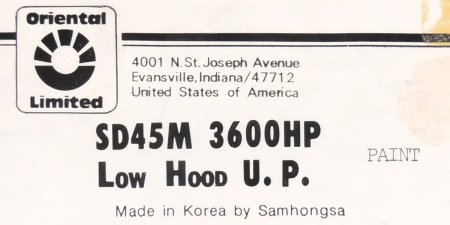 Oriental
Limited
4001 N. St. Joseph Avenue
Evansville, Indiana/47712
United States of America
SD45M 3600HP
Low Hood U. P.
PAINT
Made in Korea by Samhongsa